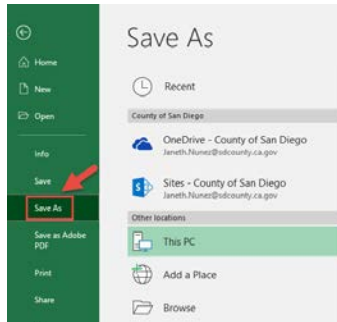 Save As
Home
New
Open
Info
Save
Save As
Save as Adobe
PDF
Print
Share
Recent
County of San Diego
OneDrive - County of San Diego
Janeth.Nunez@sdcounty.ca.gov
Sites - County of San Diego
Janeth.Nunez@sdcounty.ca.gov
Other locations
This PC
Add a Place
Browse